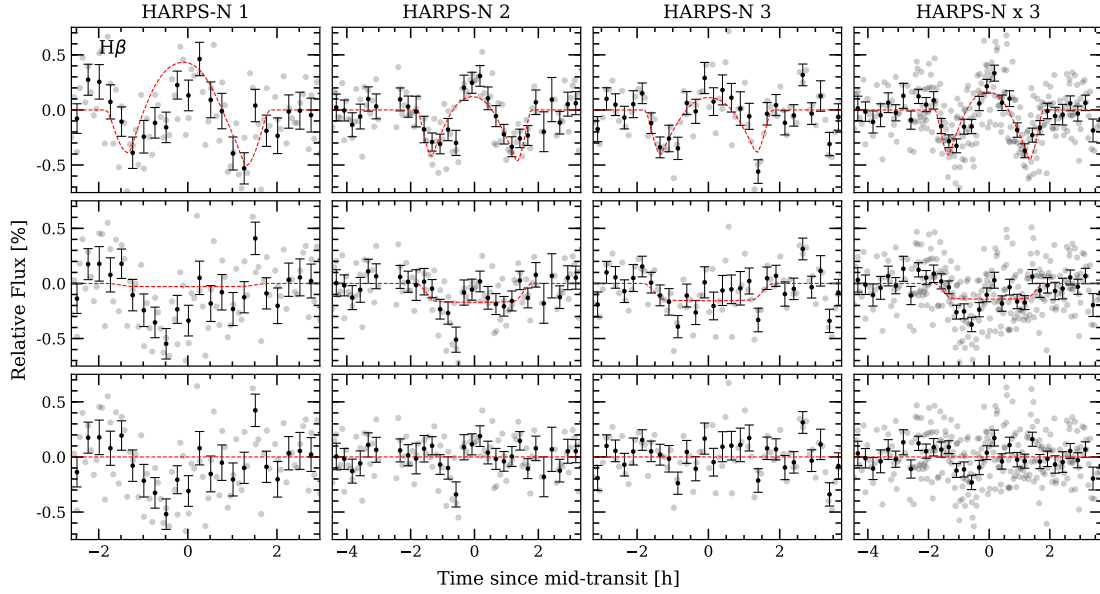 HARPS-N 1 HARPS-N 2 HARPS-N 3 HARPS-N x 3
Hβ
0.5
0.0
-0.5
0.5
0.0
-0.5
0.5
0.0
-0.5
Relative Flux [%]
−2 0 2 −4 −2 0 2 −2 0 2 −4 −2 0 2
Time since mid-transit [h]